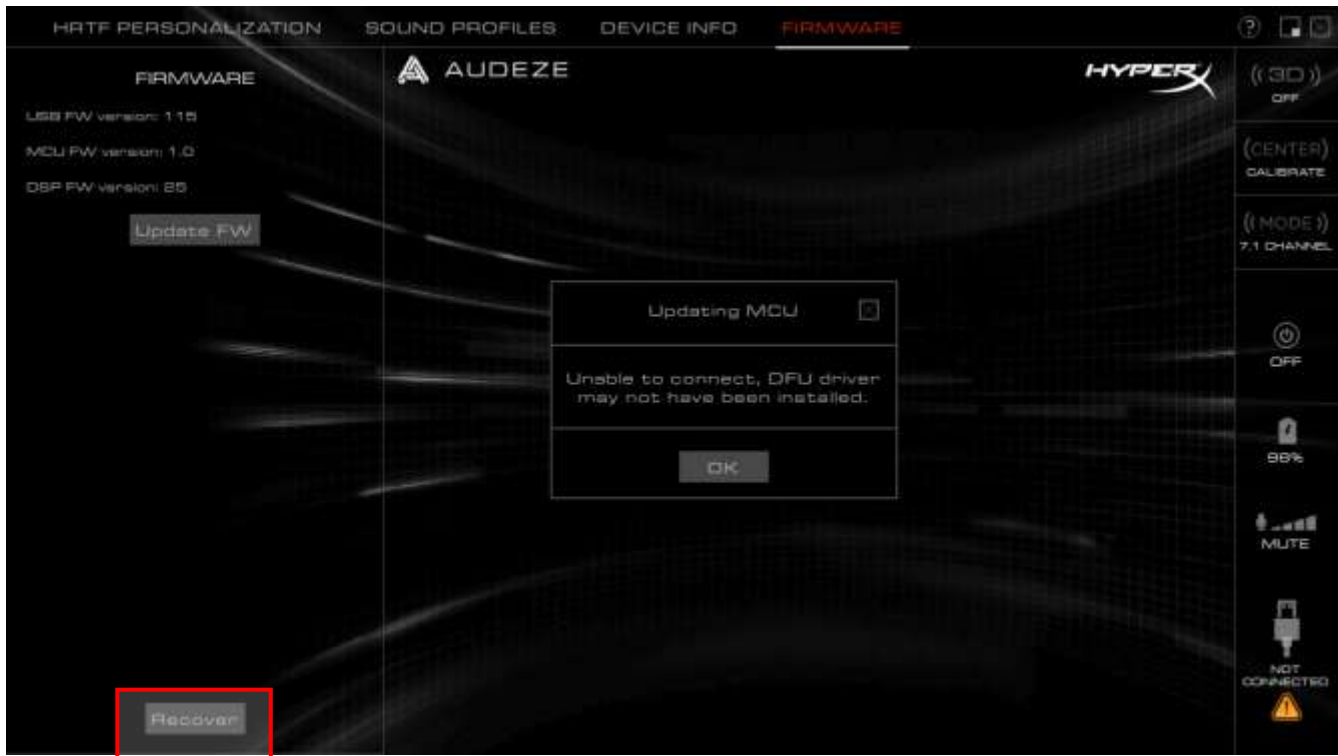 HRTF PERSONALIZATION
SOUND PROFILES
DEVICE INFO
FIRMWARE
?
FIRMWARE
USB FW version: 115
MCU FW version: 1.0
DSP FW version: 25
Update FW
Recover
AUDEZE
HYPERX
Updating MCU
Unable to connect, DFU driver
may not have been installed.
OK
((3D))
OFF
(CENTER)
CALIBRATE
((MODE))
7.1 CHANNEL
OFF
98%
MUTE
NOT
CONNECTED